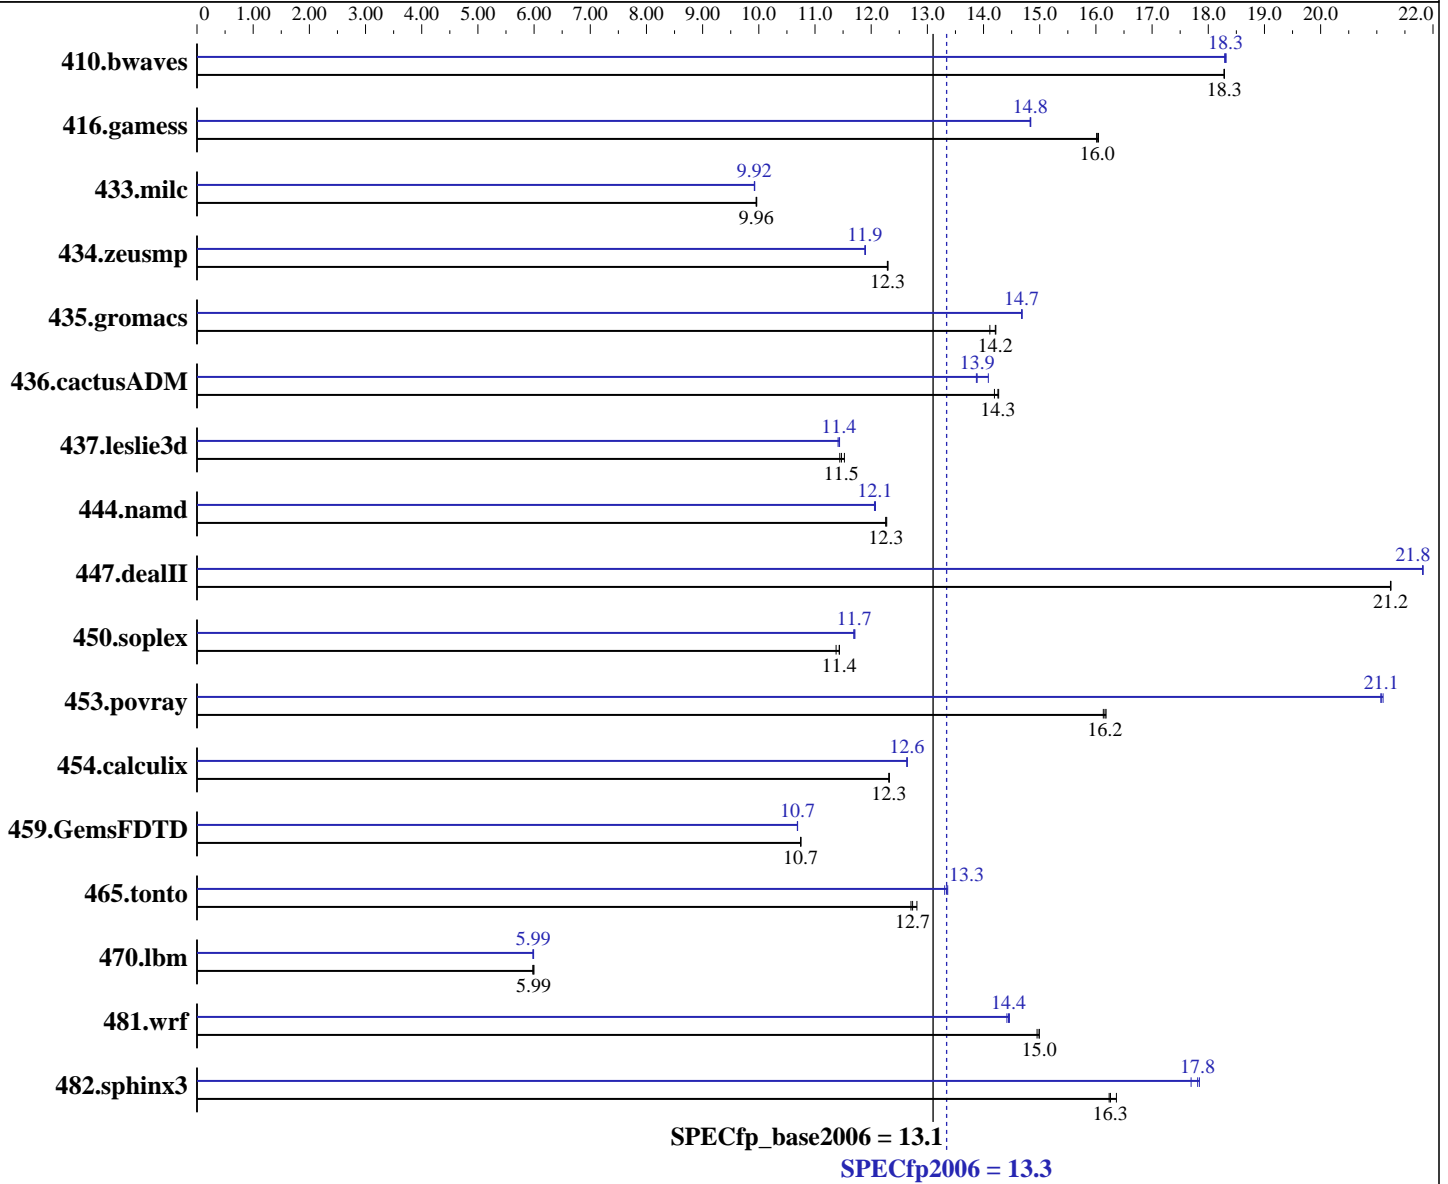 0 1.00 2.00 3.00 4.00 5.00 6.00 7.00 8.00 9.00 10.0 11.0 12.0 13.0 14.0 15.0 16.0 17.0 18.0 19.0 20.0 22.0
18.3
410.bwaves
18.3
14.8
416.gamess
16.0
9.92
433.milc
9.96
11.9
434.zeusmp
12.3
14.7
435.gromacs
14.2
13.9
436.cactusADM
14.3
11.4
437.leslie3d
11.5
12.1
444.namd
12.3
21.8
447.dealII
21.2
11.7
450.soplex
11.4
21.1
453.povray
16.2
12.6
454.calculix
12.3
10.7
459.GemsFDTD
10.7
13.3
465.tonto
12.7
5.99
470.lbm
5.99
14.4
481.wrf
15.0
17.8
482.sphinx3
16.3
SPECfp_base2006 = 13.1
SPECfp2006 = 13.3